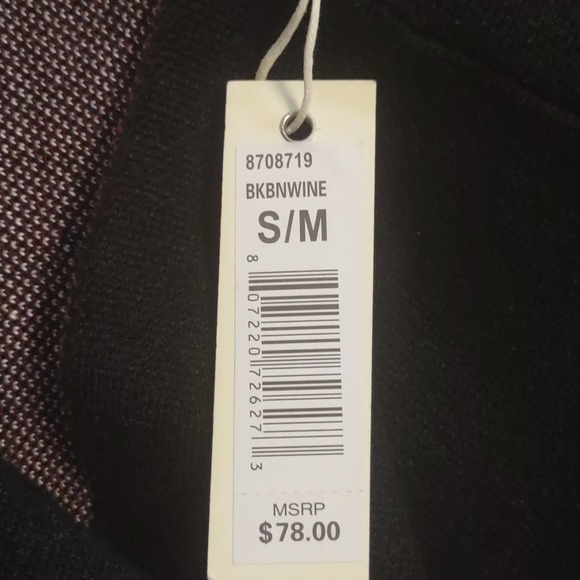 8708719
BKBNWINE
S/M
8 07220 72627 3
MSRP
$78.00